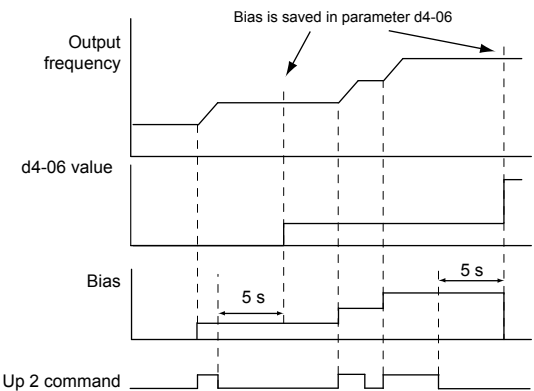 Bias is saved in parameter d4-06
Output
frequency
d4-06 value
Bias
5 s
5 s
Up 2 command